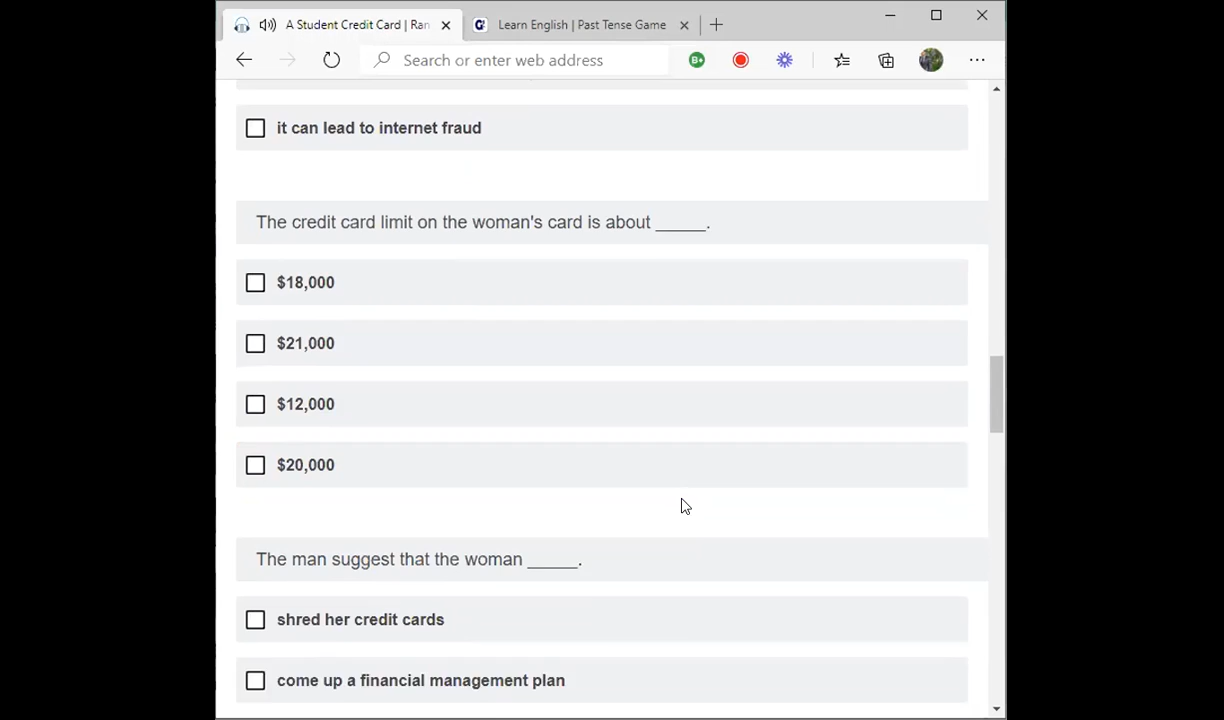 A Student Credit Card | Ran
Learn English | Past Tense Game
Search or enter web address
it can lead to internet fraud
The credit card limit on the woman's card is about _____.
$18,000
$21,000
$12,000
$20,000
The man suggest that the woman _____.
shred her credit cards
come up a financial management plan